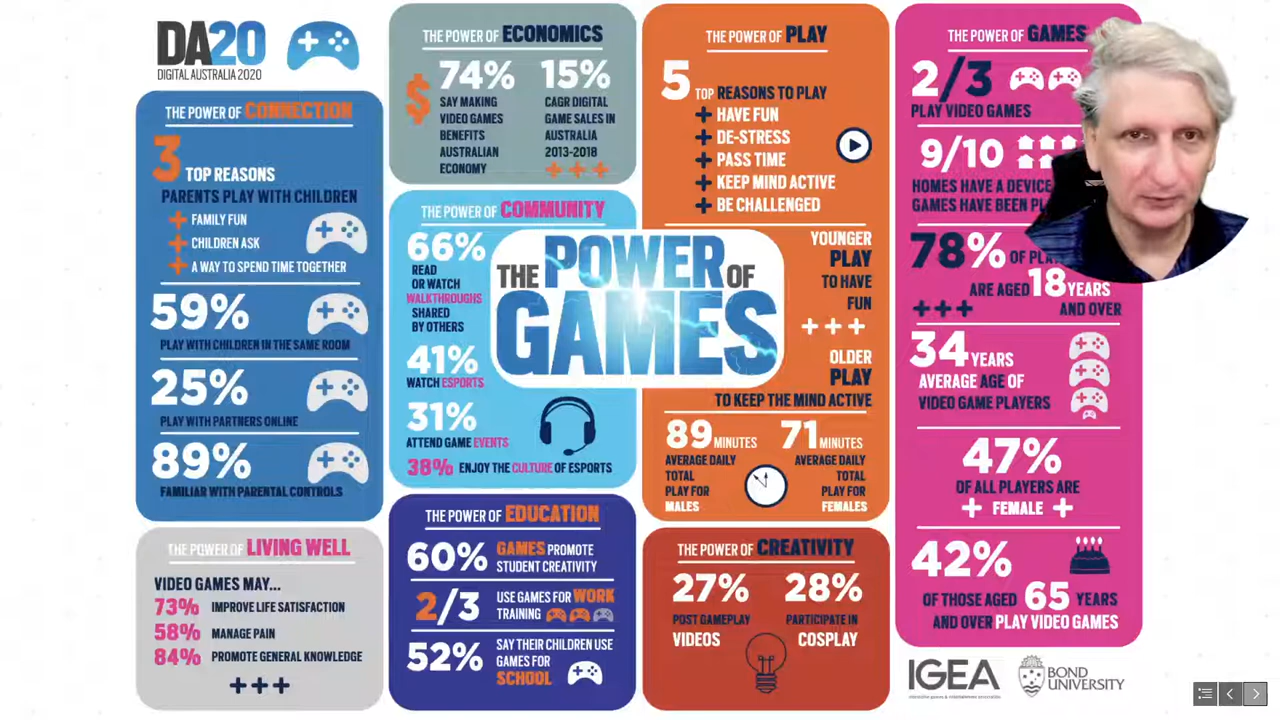 DA20
DIGITAL AUSTRALIA 2020
THE POWER OF CONNECTION
3 TOP REASONS
PARENTS PLAY WITH CHILDREN
+ FAMILY FUN
+ CHILDREN ASK
+ A WAY TO SPEND TIME TOGETHER
59%
PLAY WITH CHILDREN IN THE SAME ROOM
25%
PLAY WITH PARTNERS ONLINE
89%
FAMILIAR WITH PARENTAL CONTROLS
THE POWER OF LIVING WELL
VIDEO GAMES MAY...
73% IMPROVE LIFE SATISFACTION
58% MANAGE PAIN
84% PROMOTE GENERAL KNOWLEDGE
+++
THE POWER OF ECONOMICS
$ 74%
SAY MAKING
VIDEO GAMES
BENEFITS
AUSTRALIAN
ECONOMY
15%
CAGR DIGITAL
GAME SALES IN
AUSTRALIA
2013-2018
+++
THE POWER OF COMMUNITY
66%
READ
OR WATCH
WALKTHROUGHS
SHARED
BY OTHERS
41%
WATCH ESPORTS
31%
ATTEND GAME EVENTS
38% ENJOY THE CULTURE OF ESPORTS
THE POWER OF
GAMES
THE POWER OF EDUCATION
60% GAMES PROMOTE
STUDENT CREATIVITY
2/3 USE GAMES FOR WORK
TRAINING
52% SAY THEIR CHILDREN USE
GAMES FOR
SCHOOL
THE POWER OF PLAY
5 TOP REASONS TO PLAY
+ HAVE FUN
+ DE-STRESS
+ PASS TIME
+ KEEP MIND ACTIVE
+ BE CHALLENGED
YOUNGER
PLAY
TO HAVE
FUN
+++
OLDER
PLAY
TO KEEP THE MIND ACTIVE
89 MINUTES
AVERAGE DAILY
TOTAL
PLAY FOR
MALES
71 MINUTES
AVERAGE DAILY
TOTAL
PLAY FOR
FEMALES
THE POWER OF CREATIVITY
27%
POST GAMEPLAY
VIDEOS
28%
PARTICIPATE IN
COSPLAY
THE POWER OF GAMES
2/3
PLAY VIDEO GAMES
9/10
HOMES HAVE A DEVICE
GAMES HAVE BEEN
78% OF
ARE AGED 18 YEARS
+++ AND OVER
34 YEARS
AVERAGE AGE OF
VIDEO GAME PLAYERS
47%
OF ALL PLAYERS ARE
+ FEMALE +
42%
OF THOSE AGED 65 YEARS
AND OVER PLAY VIDEO GAMES
IGEA
BOND
UNIVERSITY